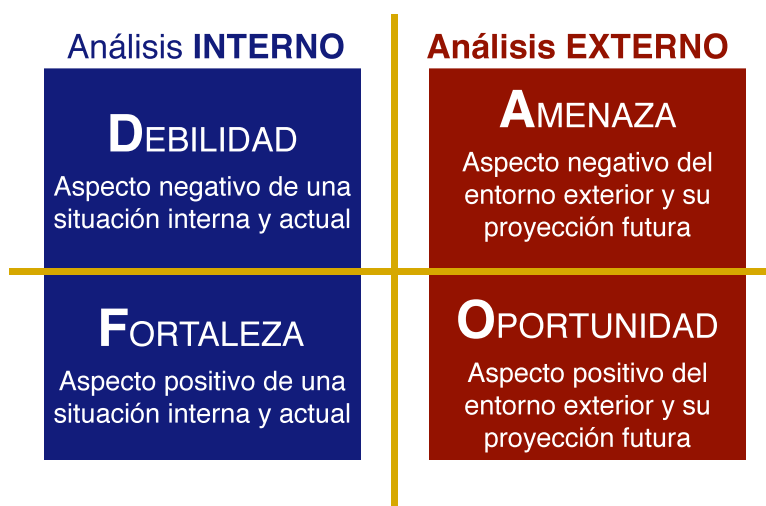 Análisis INTERNO
DEBILIDAD
Aspecto negativo de una
situación interna y actual
FORTALEZA
Aspecto positivo de una
situación interna y actual
Análisis EXTERNO
AMENAZA
Aspecto negativo del
entorno exterior y su
proyección futura
OPORTUNIDAD
Aspecto positivo del
entorno exterior y su
proyección futura